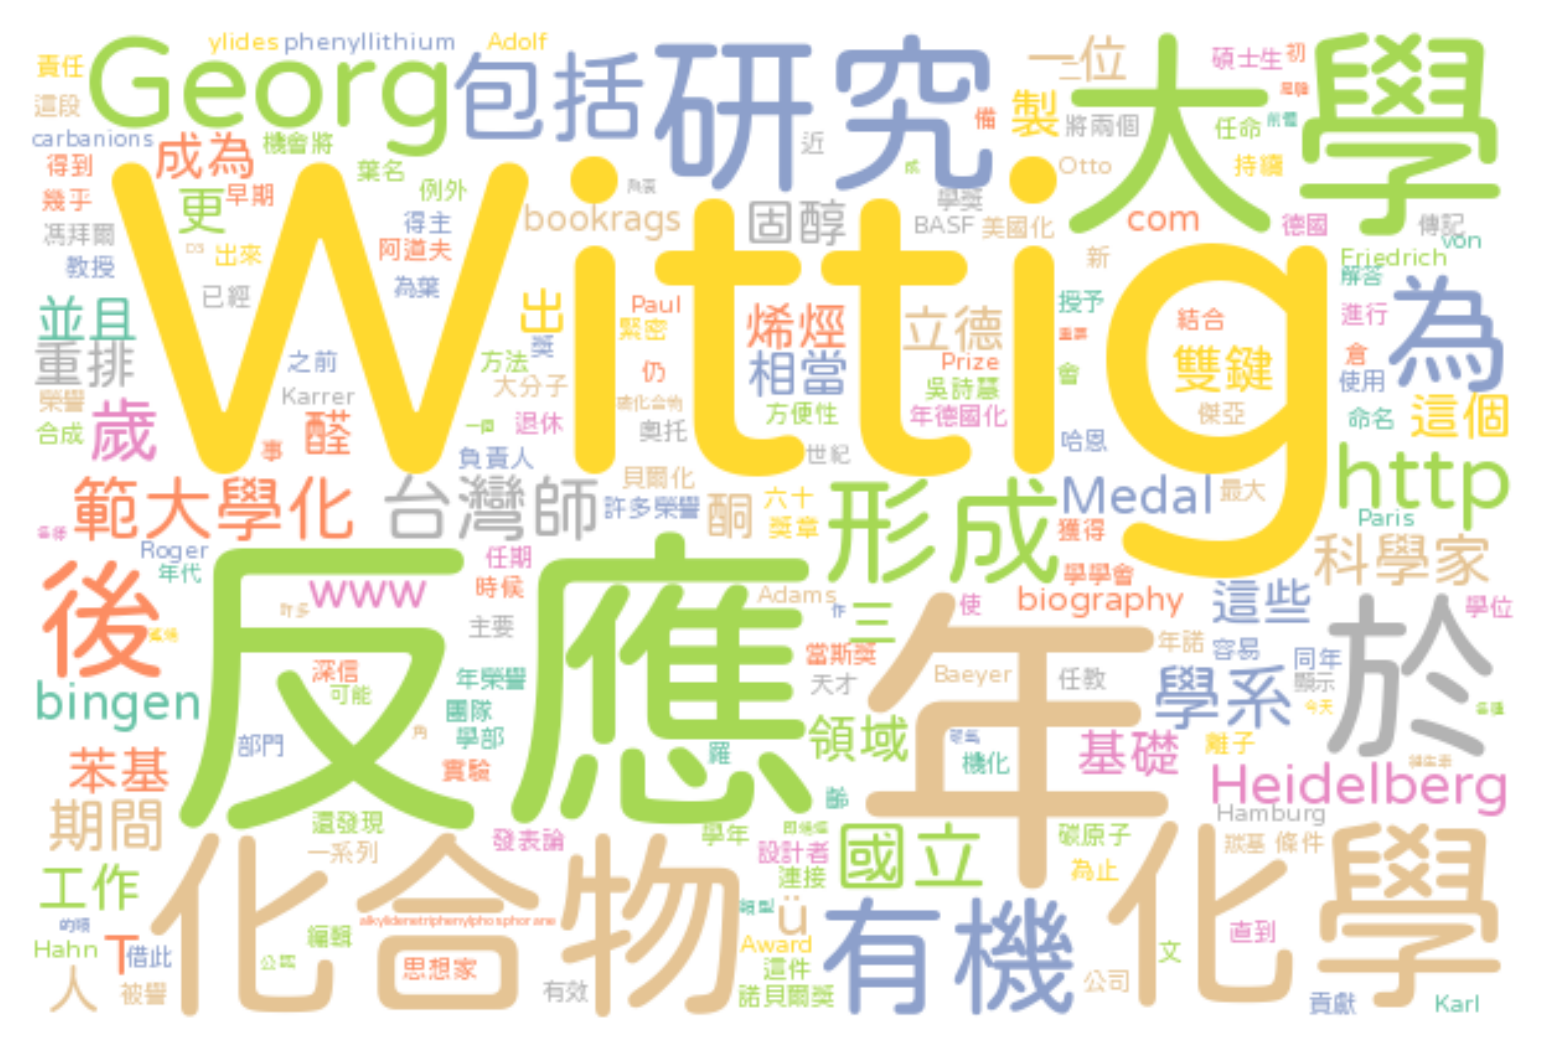 ylides phenyllithium Adolf
責任 Georg 包括 研究 一位 大學 碩士生 初
這段 製 將兩個 任命
carbanions 成為 機會將 備 近 持續
得到 葉名 Otto
幾乎 更 早期 例外 學獎
馮拜爾 得主 bookrags 固醇 BASF 美國化 com 德國 傳記
教授 D3 出來 阿道夫 新 von
Wittig Friedrich
已經 為葉 解答
並且 出 Paul 烯烴 立德 授予 結合 進行 為
重排 之前 方法 獎 緊密 相當 Prize 雙鍵 倉
榮譽 Karrer 大分子 仍 吳詩慧 會 使用
合成 歲 醛 退休 方便性 年德國化 傑亞 命名 這個
事 負責人 奧托 世紀 哈恩
貝爾化 http
範大學化 台灣師 許多榮譽 酮 六十 形成 Medal 最大
獎章 獲得 Paris
Roger 任期 科學家
年代 www 時候 學學會
後 反應 Adams 作 三 使 biography 這些 學位
許多 主要 於
深信 年榮譽 當斯獎 年 年諾 容易 同年
bingen 可能 團隊 天才 Baeyer 任教 學系 顯示
部門 角 學部 羅 領域 基礎 離子 今天
苯基 實驗 機化 Heidelberg
期間 還發現 發表論 學年 齡 碳原子 Hamburg
一系列 設計者 國立 羰基 條件
工作 化合物 連接 為止 化學
alkylidenetriphenylphosphorane ü 有機
Hahn T 借此 編輯 Award 文 直到
公認 思想家 這件
人 被譽 有效 諾貝爾獎 公司 貢獻 Karl